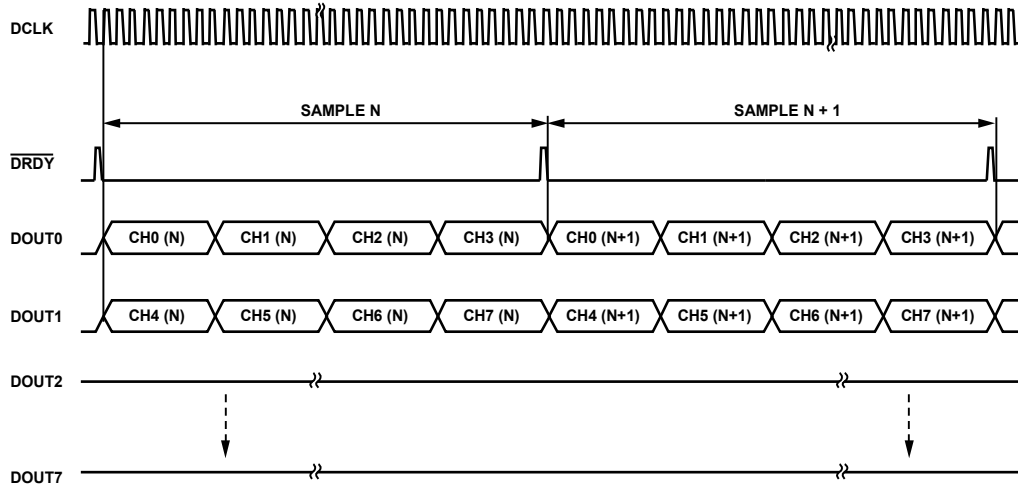 DCLK
SAMPLE N SAMPLE N + 1
DRDY
DOUT0 CH0 (N) CH1 (N) CH2 (N) CH3 (N) CH0 (N+1) CH1 (N+1) CH2 (N+1) CH3 (N+1)
DOUT1 CH4 (N) CH5 (N) CH6 (N) CH7 (N) CH4 (N+1) CH5 (N+1) CH6 (N+1) CH7 (N+1)
DOUT2
DOUT7